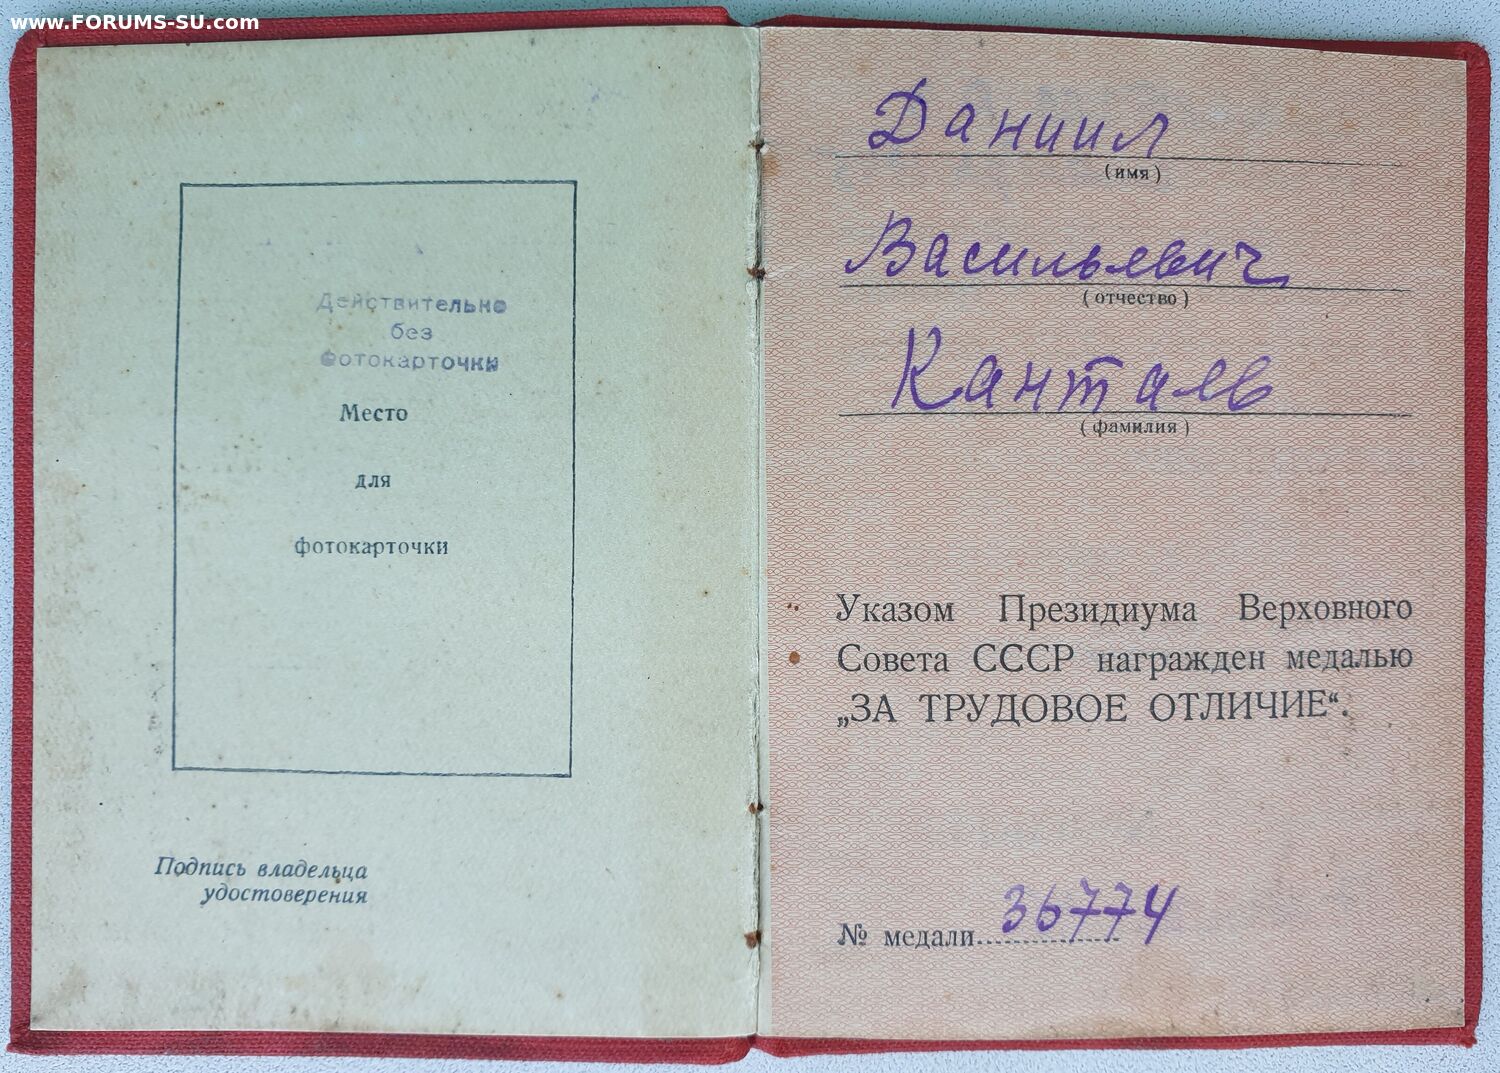 www.FORUMS-SU.com
Действительно
без
фотокарточки
Место
для
фотокарточки
Подпись владельца
удостоверения
Даниил
(имя)
Васильевич
(отчество)
(фамилия)
Указом Президиума Верховного
Совета СССР награжден медалью
„ЗА ТРУДОВОЕ ОТЛИЧИЕ“.
№ медали 36774